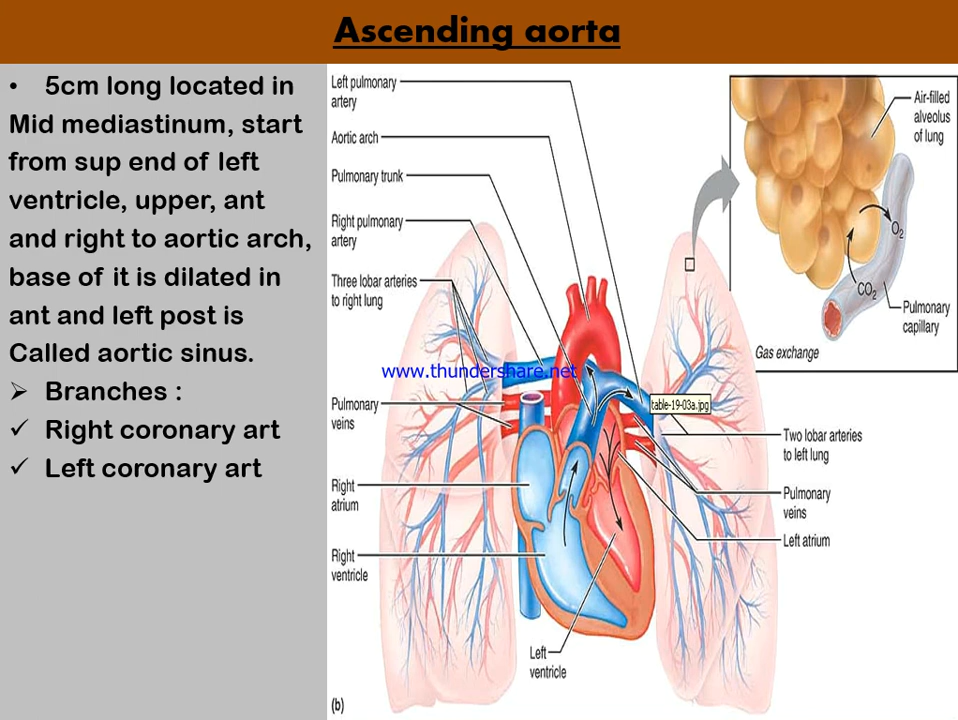 Ascending aorta
• 5cm long located in
Mid mediastinum, start
from sup end of left
ventricle, upper, ant
and right to aortic arch,
base of it is dilated in
ant and left post is
Called aortic sinus.
➢ Branches :
✓ Right coronary art
✓ Left coronary art
Left pulmonary
artery
Aortic arch
Pulmonary trunk
Right pulmonary
artery
Three lobar arteries
to right lung
Pulmonary
veins
Right
atrium
Right
ventricle
Left
ventricle
(b)
www.thundershare.net
table-19-03a.jpg
Air-filled
alveolus
of lung
O2
CO2
Pulmonary
capillary
Gas exchange
Two lobar arteries
to left lung
Pulmonary
veins
Left atrium